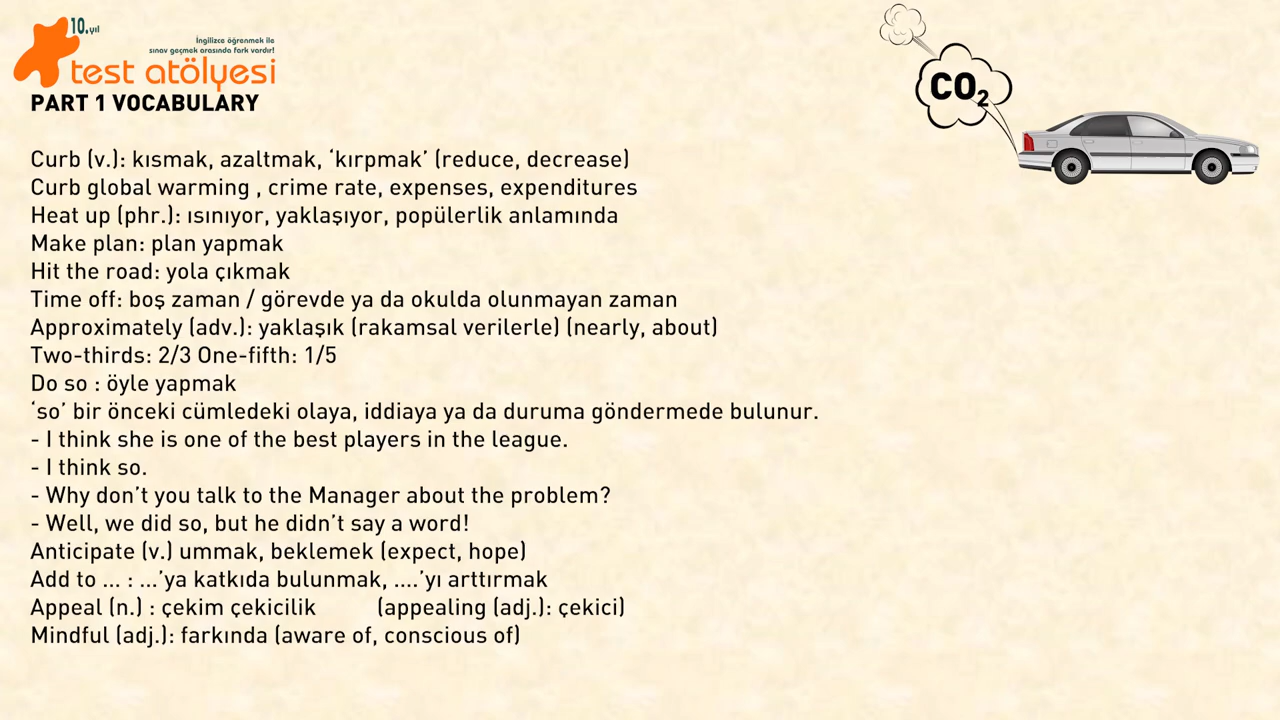 10.yıl
İngilizce öğrenmek ile
sınav geçmek arasında fark vardır!
test atölyesi
PART 1 VOCABULARY
CO2
Curb (v.): kısmak, azaltmak, ‘kırpmak’ (reduce, decrease)
Curb global warming , crime rate, expenses, expenditures
Heat up (phr.): ısınıyor, yaklaşıyor, popülerlik anlamında
Make plan: plan yapmak
Hit the road: yola çıkmak
Time off: boş zaman / görevde ya da okulda olunmayan zaman
Approximately (adv.): yaklaşık (rakamsal verilerle) (nearly, about)
Two-thirds: 2/3 One-fifth: 1/5
Do so : öyle yapmak
‘so’ bir önceki cümledeki olaya, iddiaya ya da duruma göndermede bulunur.
- I think she is one of the best players in the league.
- I think so.
- Why don’t you talk to the Manager about the problem?
- Well, we did so, but he didn’t say a word!
Anticipate (v.) ummak, beklemek (expect, hope)
Add to ... : ...’ya katkıda bulunmak, ....’yı arttırmak
Appeal (n.) : çekim çekicilik (appealing (adj.): çekici)
Mindful (adj.): farkında (aware of, conscious of)